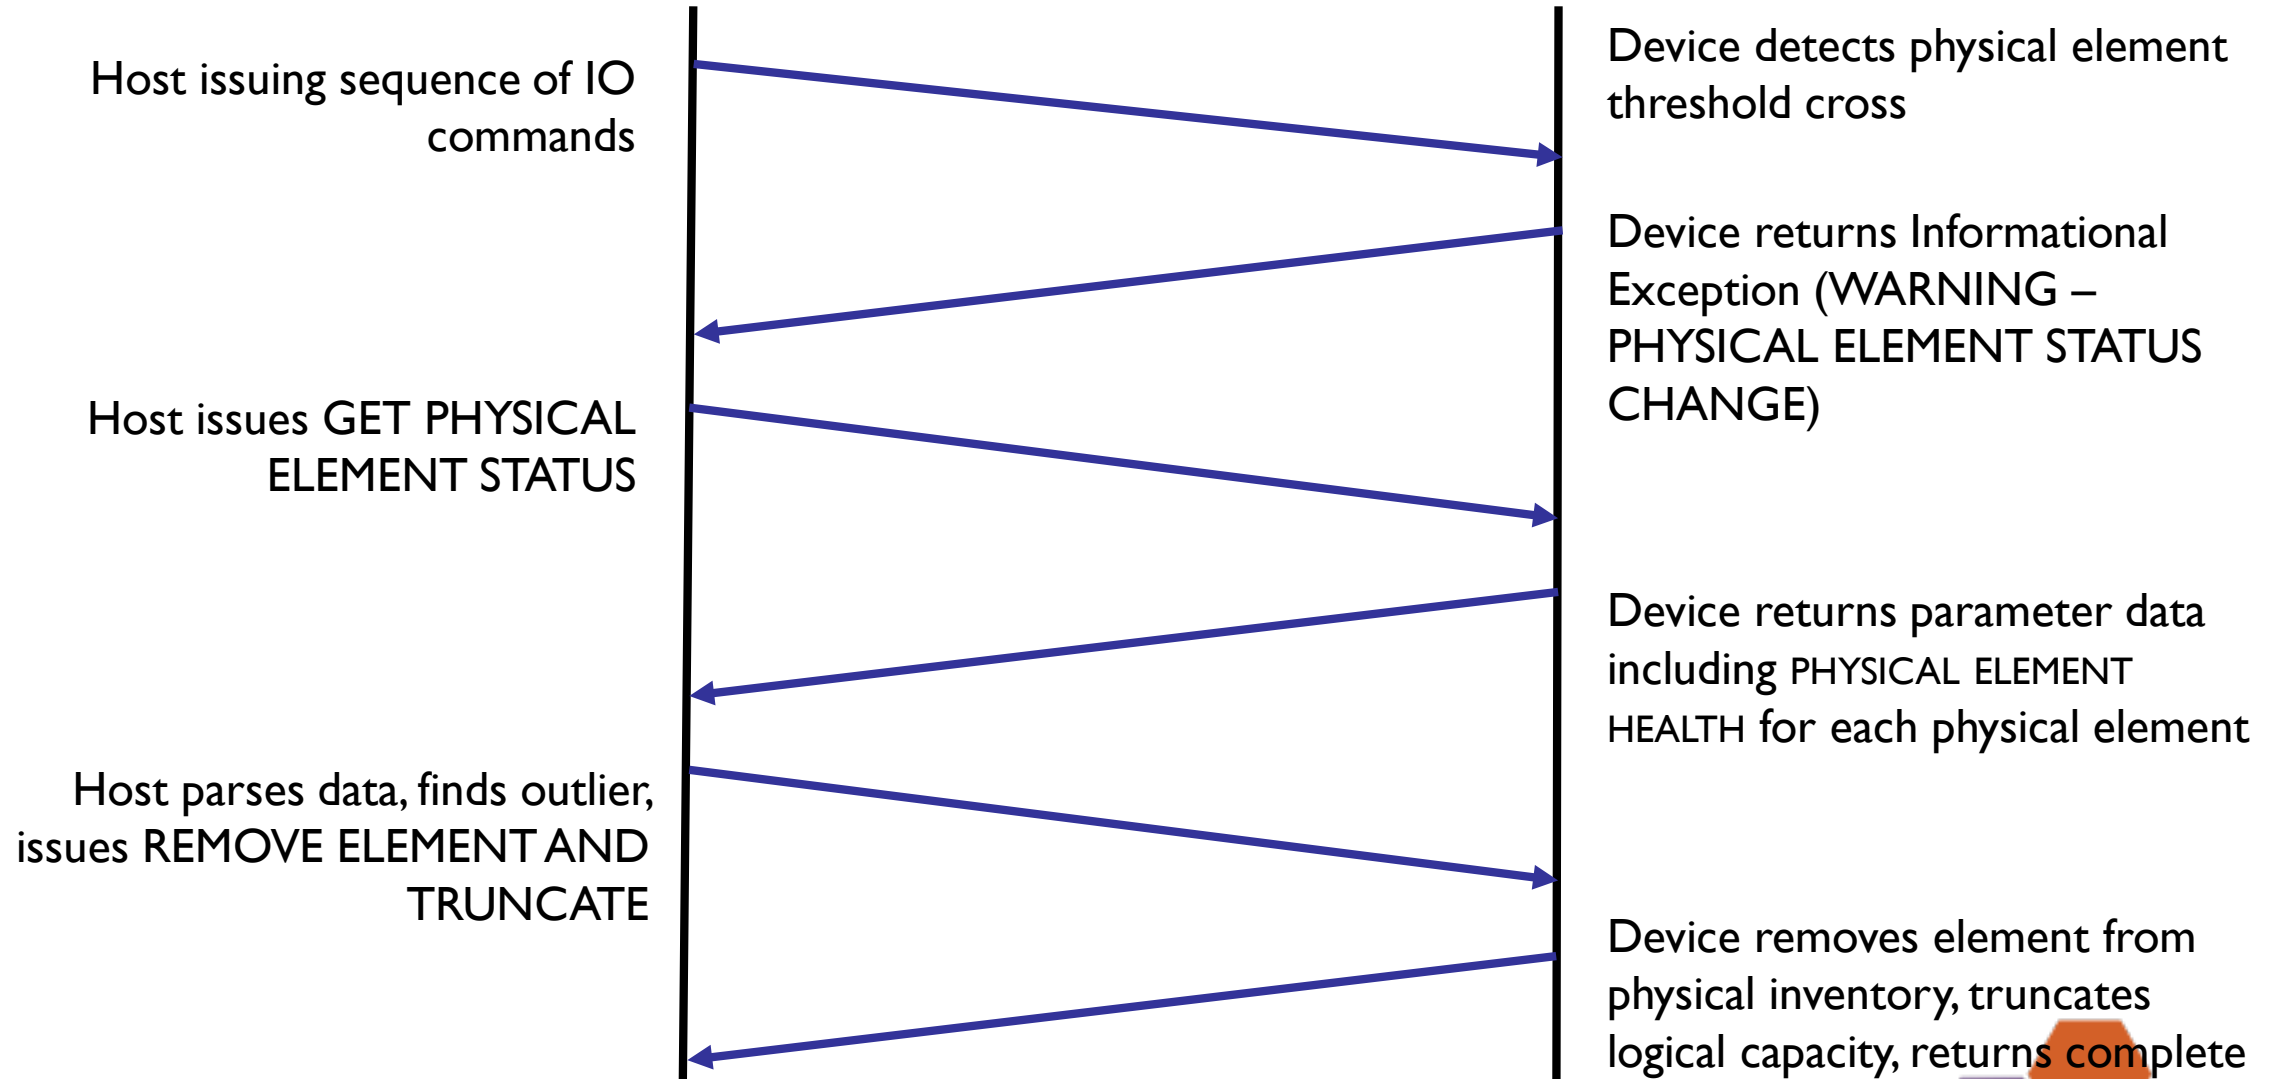 Host issuing sequence of IO
commands
Device detects physical element
threshold cross
Device returns Informational
Exception (WARNING –
PHYSICAL ELEMENT STATUS
CHANGE)
Host issues GET PHYSICAL
ELEMENT STATUS
Device returns parameter data
including PHYSICAL ELEMENT
HEALTH for each physical element
Host parses data, finds outlier,
issues REMOVE ELEMENT AND
TRUNCATE
Device removes element from
physical inventory, truncates
logical capacity, returns complete